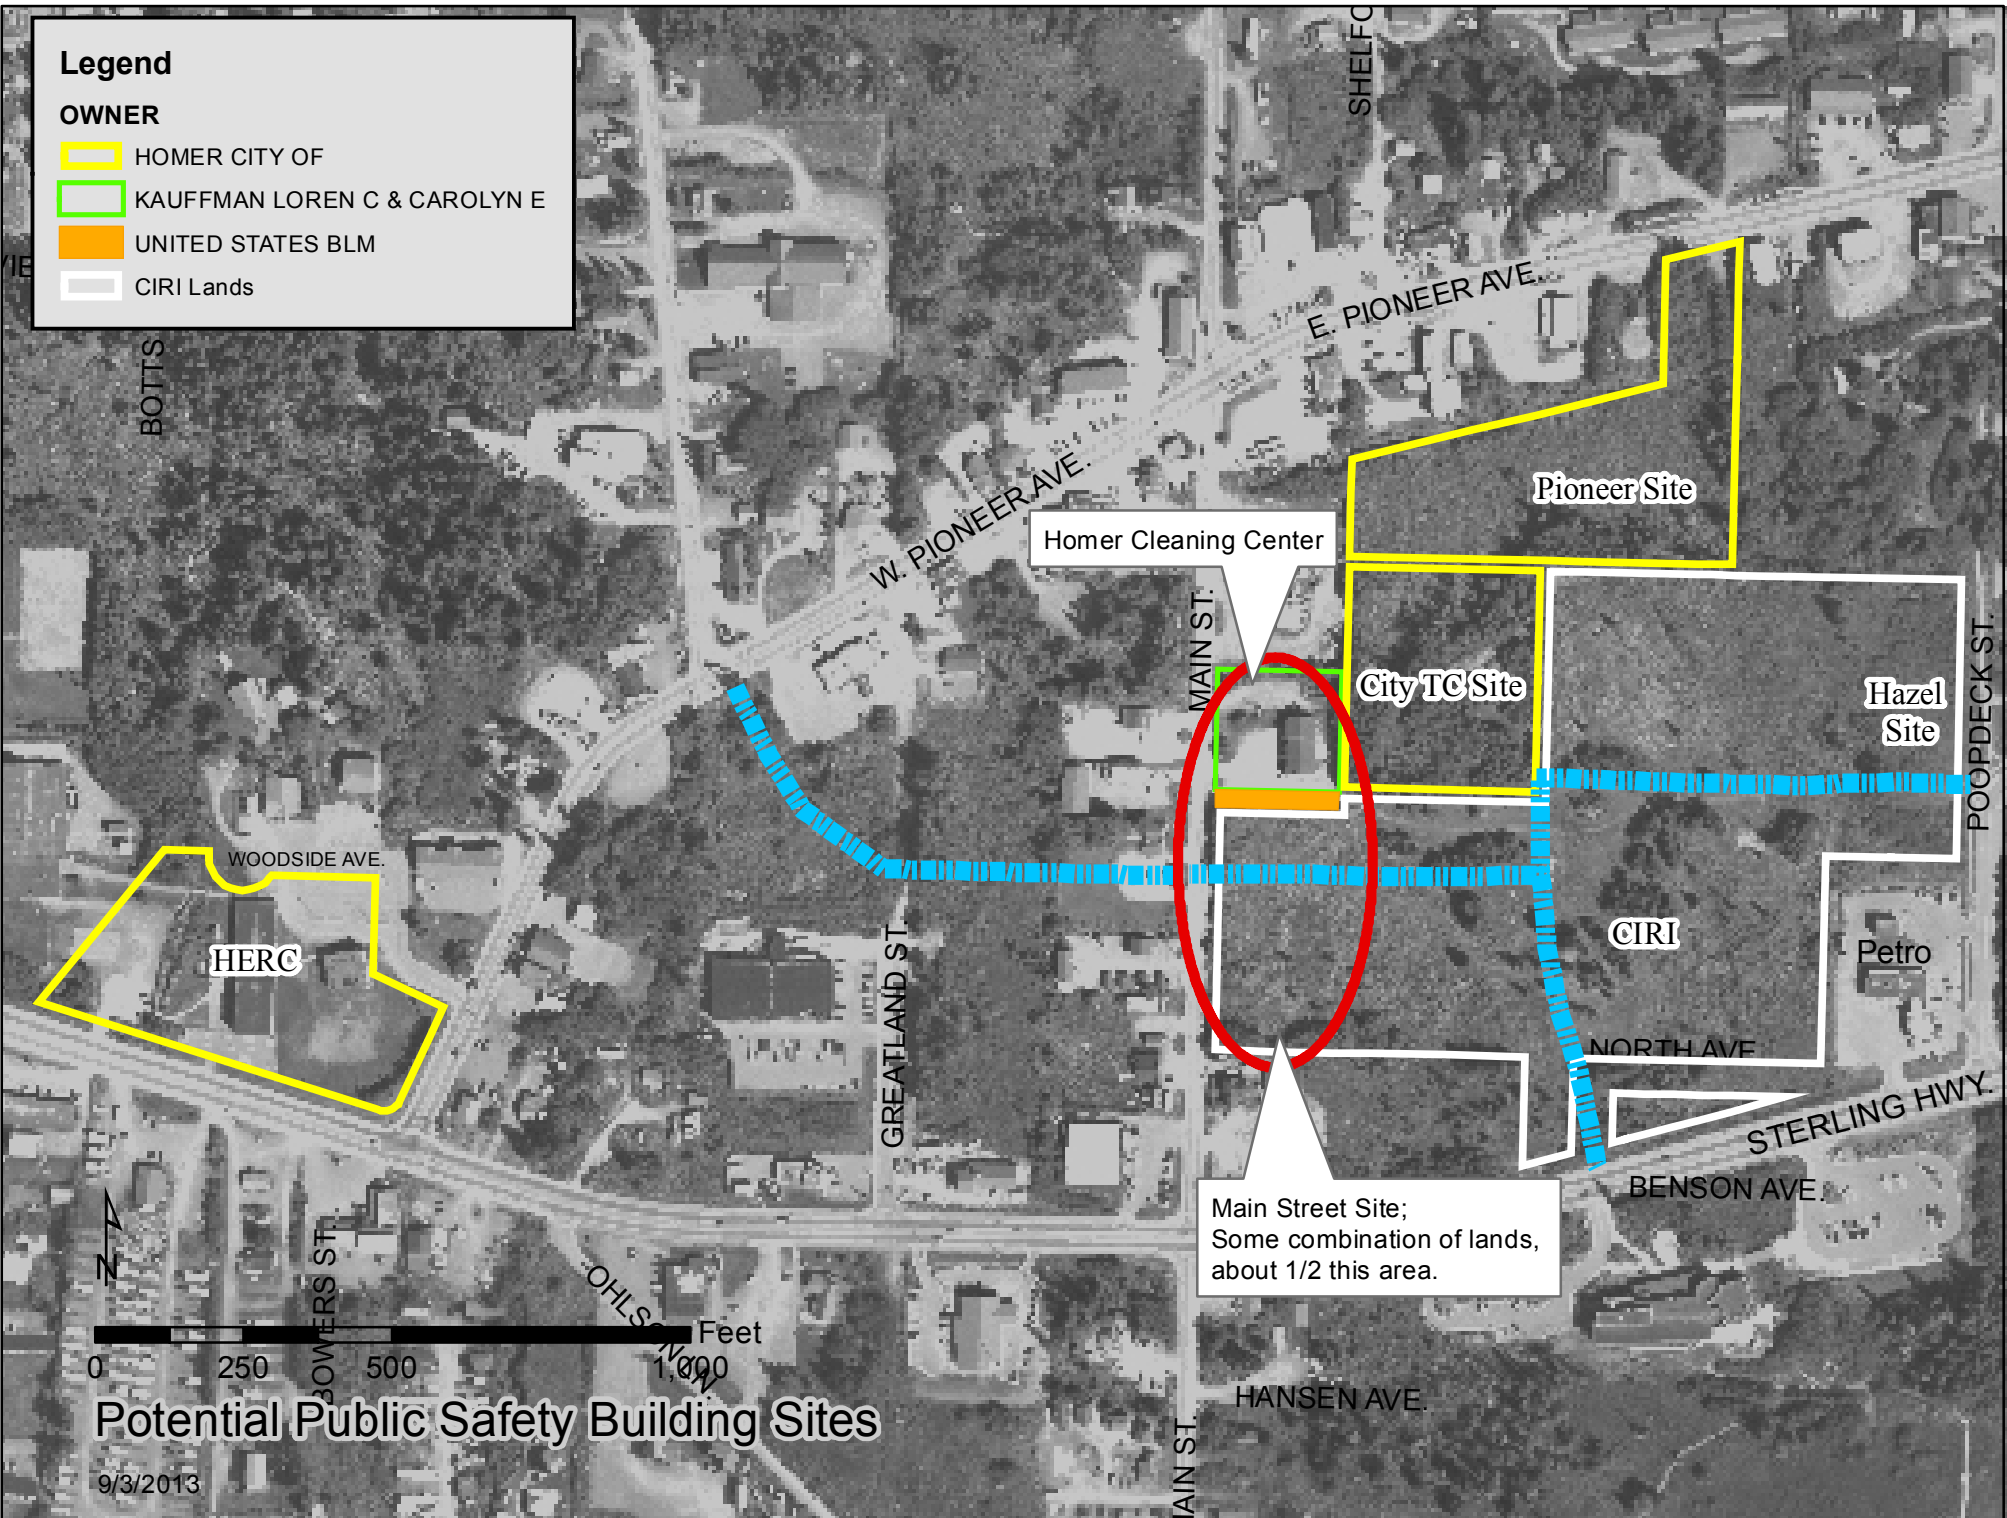 Legend
OWNER
HOMER CITY OF
KAUFFMAN LOREN C & CAROLYN E
UNITED STATES BLM
CIRI Lands
SHELFO
BOTTS
E. PIONEER AVE.
W. PIONEER AVE.
Pioneer Site
Homer Cleaning Center
MAIN ST.
City TC Site
Hazel
Site
POOPDECK ST.
WOODSIDE AVE.
HERC
GREATLAND ST.
CIRI
Petro
NORTH AVE
STERLING HWY.
BENSON AVE.
Main Street Site;
Some combination of lands,
about 1/2 this area.
BOWERS ST.
OHLSON LN.
Feet
0 250 500 1,000
HANSEN AVE.
MAIN ST.
N
Potential Public Safety Building Sites
9/3/2013